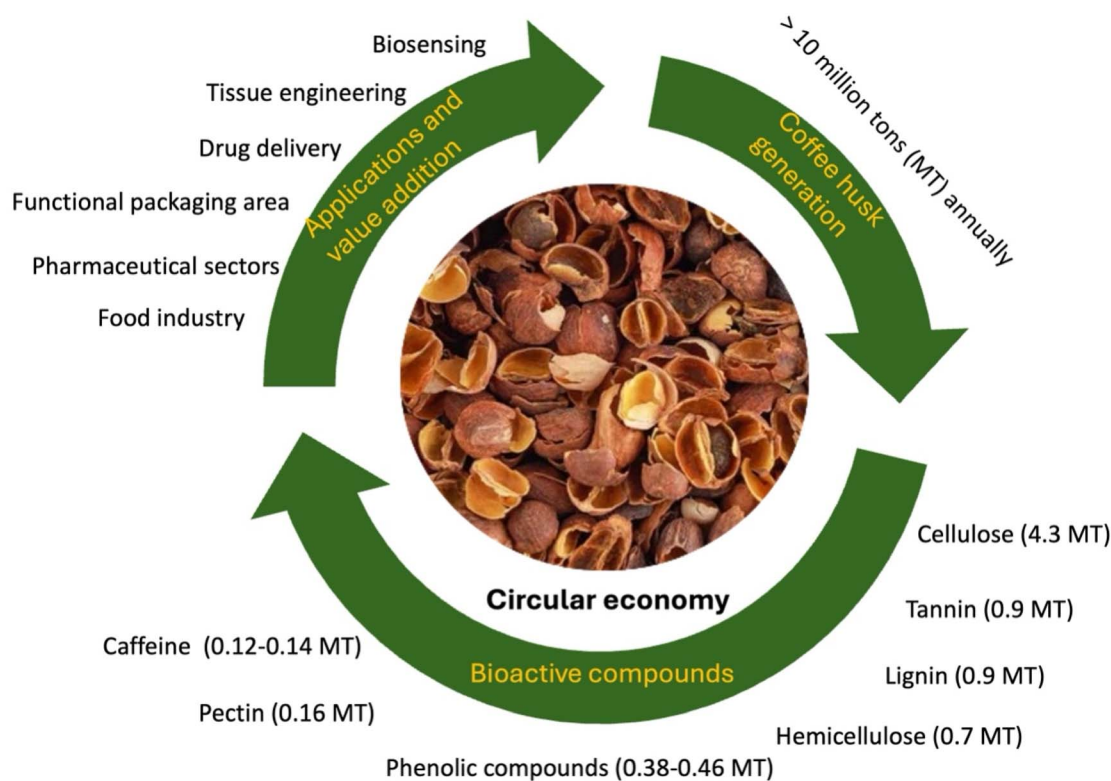 Biosensing
Tissue engineering
Drug delivery
Functional packaging area
Pharmaceutical sectors
Food industry
Applications and
value addition
Coffee husk
generation
> 10 million tons (MT) annually
Cellulose (4.3 MT)
Tannin (0.9 MT)
Lignin (0.9 MT)
Hemicellulose (0.7 MT)
Phenolic compounds (0.38-0.46 MT)
Pectin (0.16 MT)
Caffeine (0.12-0.14 MT)
Bioactive compounds
Circular economy